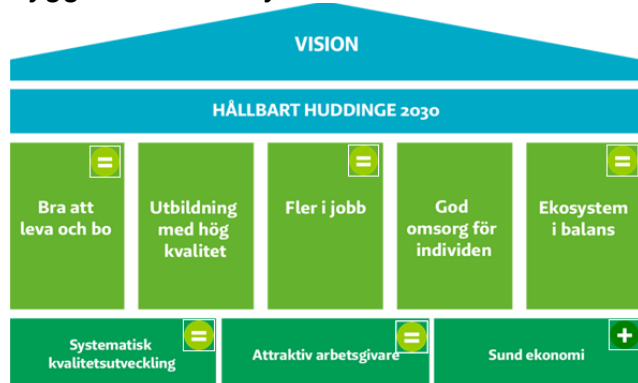 VISION
HÅLLBART HUDDINGE 2030
Bra att
leva och bo
Utbildning
med hög
kvalitet
Fler i jobb
God
omsorg för
individen
Ekosystem
i balans
Systematisk
kvalitetsutveckling
Attraktiv arbetsgivare
Sund ekonomi